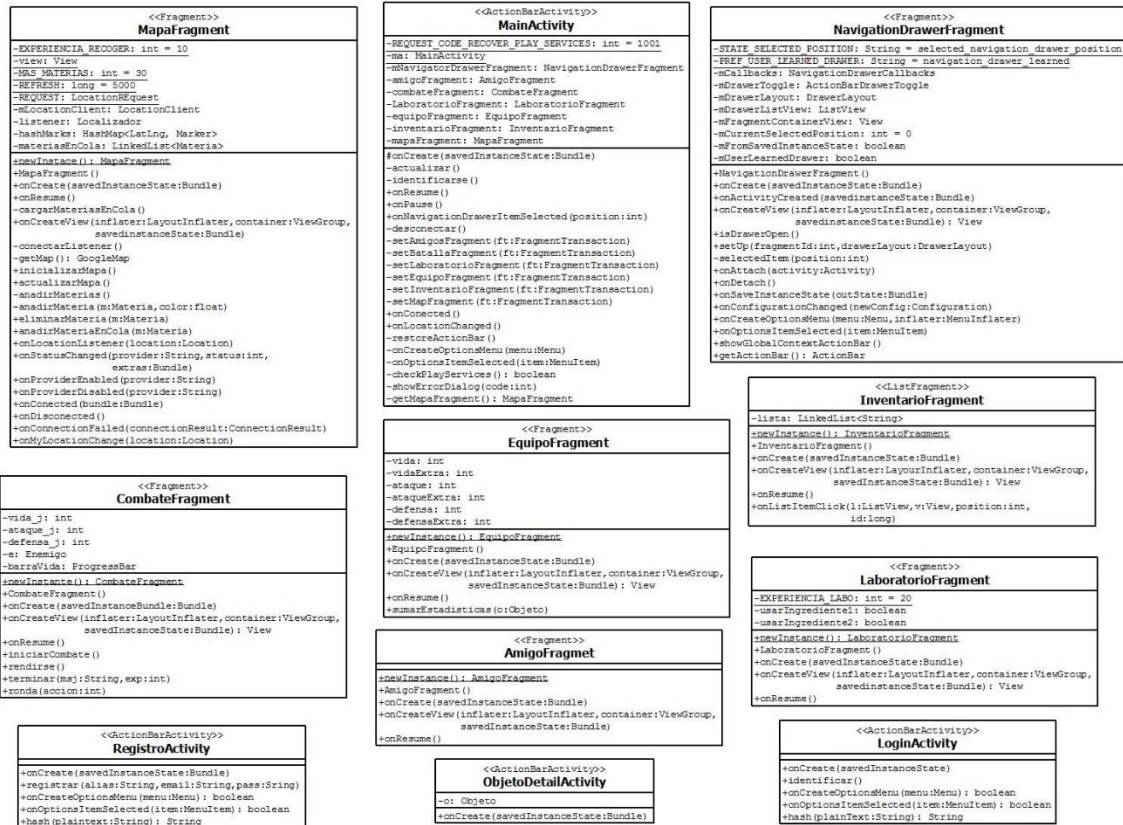 <<Fragment>>
MapaFragment
-EXPERIENCIA_RECOGER: int = 10
-view: View
-MAS_MATERIAS: int = 30
-REFRESH: long = 5000
-REQUEST: LocationREquest
-mLocationClient: LocationClient
-listener: Localizador
-hashMarks: HashMap<LatLng, Marker>
-materiasEnCola: LinkedList<Materia>
+newInstace(): MapaFragment
+MapaFragment()
+onCreate(savedInstanceState:Bundle)
+onResume()
-cargarMateriasEnCola()
+onCreateView(inflater:LayoutInflater,container:ViewGroup,
savedinstanceState:Bundle)
-conectarListener()
-getMap(): GoogleMap
+inicializarMapa()
+actualizarMapa()
-anadirMaterias()
-anadirMateria(m:Materia,color:float)
+eliminarMateria(m:Materia)
+anadirMateriaEnCola(m:Materia)
+onLocationListener(location:Location)
+onStatusChanged(provider:String,status:int,
extras:Bundle)
+onProviderEnabled(provider:String)
+onProviderDisabled(provider:String)
+onConected(bundle:Bundle)
+onDisconected()
+onConnectionFailed(connectionResult:ConnectionResult)
+onMyLocationChange(location:Location)
<<ActionBarActivity>>
MainActivity
-REQUEST_CODE_RECOVER_PLAY_SERVICES: int = 1001
-ma: MainActivity
-mNavigatorDrawerFragment: NavigationDrawerFragment
-amigoFragment: AmigoFragment
-combateFragment: CombateFragment
-LaboratorioFragment: LaboratorioFragment
-equipoFragment: EquipoFragment
-inventarioFragment: InventarioFragment
-mapaFragment: MapaFragment
#onCreate(savedInstanceState:Bundle)
-actualizar()
-identificarse()
+onResume()
+onPause()
+onNavigationDrawerItemSelected(position:int)
-desconectar()
-setAmigosFragment(ft:FragmentTransaction)
-setBatallaFragment(ft:FragmentTransaction)
-setLaboratorioFragment(ft:FragmentTransaction)
-setEquipoFragment(ft:FragmentTransaction)
-setInventarioFragment(ft:FragmentTransaction)
-setMapFragment(ft:FragmentTransaction)
+onConected()
+onLocationChanged()
-restoreActionBar()
-onCreateOptionsMenu(menu:Menu)
-onOptionsItemSelected(item:MenuItem)
-checkPlayServices(): boolean
-showErrorDialog(code:int)
-getMapaFragment(): MapaFragment
<<Fragment>>
NavigationDrawerFragment
-STATE_SELECTED_POSITION: String = selected_navigation_drawer_position
-PREF_USER_LEARNED_DRAWER: String = navigation_drawer_learned
-mCallbacks: NavigationDrawerCallbacks
-mDrawerToggle: ActionBarDrawerToggle
-mDrawerLayout: DrawerLayout
-mDrawerListView: ListView
-mFragmentContainerView: View
-mCurrentSelectedPosition: int = 0
-mFromSavedInstanceState: boolean
-mUserLearnedDrawer: boolean
+NavigationDrawerFragment()
+onCreate(savedInstanceState:Bundle)
+onActivityCreated(savedinstanceState:Bundle)
+onCreateView(inflater:LayoutInflater,container:ViewGroup,
savedinstanceState:Bundle): View
+isDrawerOpen()
+setUp(fragmentId:int,drawerLayout:DrawerLayout)
-selectedItem(position:int)
+onAttach(activity:Activity)
+onDetach()
+onSaveInstanceState(outState:Bundle)
+onConfigurationChanged(newConfig:Configuration)
+onCreateOptionsMenu(menu:Menu,inflater:MenuInflater)
+onOptionsItemSelected(item:MenuItem)
+showGlobalContextActionBar()
+getActionBar(): ActionBar
<<ListFragment>>
InventarioFragment
-lista: LinkedList<String>
+newInstance(): InventarioFragment
+InventarioFragment()
+onCreate(savedInstanceState:Bundle)
+onCreateView(inflater:LayourInflater,container:ViewGroup,
savedInstanceState:Bundle): View
+onResume()
+onListItemClick(l:ListView,v:View,position:int,
id:long)
<<Fragment>>
EquipoFragment
-vida: int
-vidaExtra: int
-ataque: int
-ataqueExtra: int
-defensa: int
-defensaExtra: int
+newInstance(): EquipoFragment
+EquipoFragment()
+onCreate(savedInstanceState:Bundle)
+onCreateView(inflater:LayoutInflater,container:ViewGroup,
savedInstanceState:Bundle): View
+onResume()
+sumarEstadisticas(o:Objeto)
<<Fragment>>
CombateFragment
-vida_j: int
-ataque_j: int
-defensa_j: int
-e: Enemigo
-barraVida: ProgressBar
+newInstante(): CombateFragment
+CombateFragment()
+onCreate(savedInstanceBundle:Bundle)
+onCreateView(inflater:LayoutInflater,container:ViewGroup,
savedInstanceState:Bundle): View
+onResume()
+iniciarCombate()
+rendirse()
+terminar(msj:String,exp:int)
+ronda(accion:int)
<<Fragment>>
LaboratorioFragment
-EXPERIENCIA_LABO: int = 20
-usarIngrediente1: boolean
-usarIngrediente2: boolean
+newInstance(): LaboratorioFragment
+LaboratorioFragment()
+onCreate(savedInstanceState:Bundle)
+onCreateView(inflater:LayoutInflater,container:ViewGroup,
savedinstanceState:Bundle): View
+onResume()
<<Fragment>>
AmigoFragmet
+newInstance(): AmigoFragment
+AmigoFragment()
+onCreate(savedInstanceState:Bundle)
+onCreateView(inflater:LayoutInflater,container:ViewGroup,
savedInstanceState:Bundle)
+onResume()
<<ActionBarActivity>>
RegistroActivity
+onCreate(savedInstanceState:Bundle)
+registrar(alias:String,email:String,pass:Sring)
+onCreateOptionsMenu(menu:Menu): boolean
+onOptionsItemSelected(item:MenuItem): boolean
+hash(plaintext:String): String
<<ActionBarActivity>>
ObjetoDetailActivity
-o: Objeto
+onCreate(savedInstanceState:Bundle)
<<ActionBarActivity>>
LoginActivity
+onCreate(savedInstanceState)
+identificar()
+onCreateOptionsMenu(menu:Menu): boolean
+onOptionsItemSelected(item:MenuItem): boolean
+hash(plainText:String): String